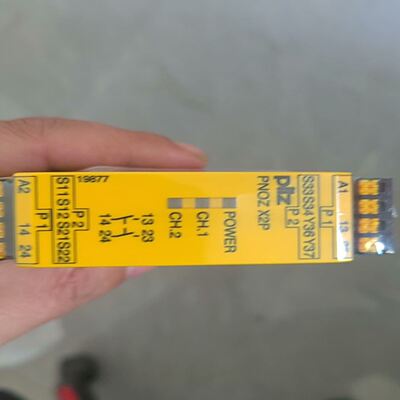 A1 13
P1
S33S34Y36Y37
P2
pilz
PNOZ X2P
POWER
CH.1
CH.2
13 23
14 24
19877
P2
S11S12S21S22
P1
A2 14 24